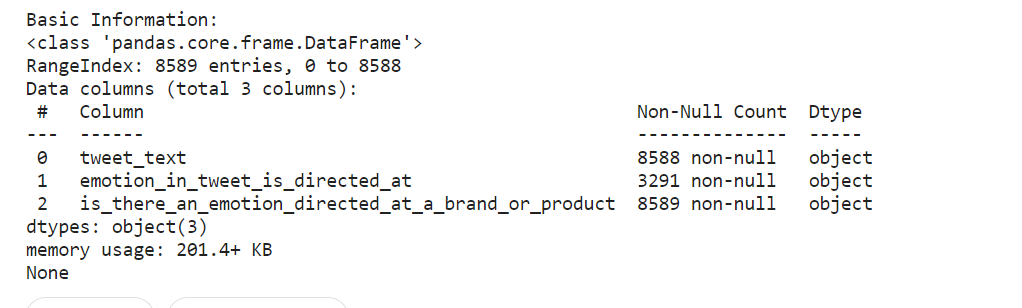 Basic Information:
<class 'pandas.core.frame.DataFrame'>
RangeIndex: 8589 entries, 0 to 8588
Data columns (total 3 columns):
 #   Column                                              Non-Null Count  Dtype
---  ------                                              --------------  -----
 0   tweet_text                                          8588 non-null   object
 1   emotion_in_tweet_is_directed_at                     3291 non-null   object
 2   is_there_an_emotion_directed_at_a_brand_or_product  8589 non-null   object
dtypes: object(3)
memory usage: 201.4+ KB
None